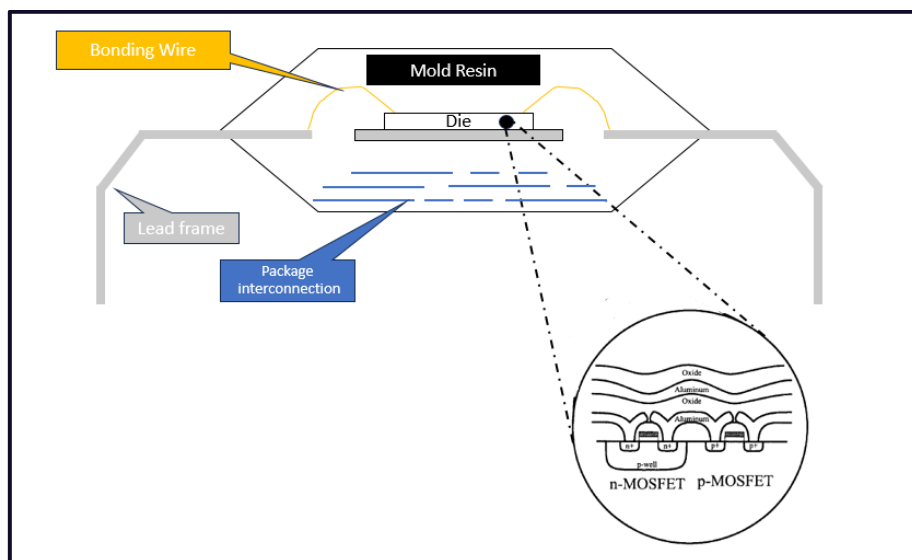 Bonding Wire
Mold Resin
Die
Lead frame
Package
interconnection
Oxide
Aluminum
Oxide
Aluminum
n+
n+
p+
p+
p-well
n-MOSFET
p-MOSFET